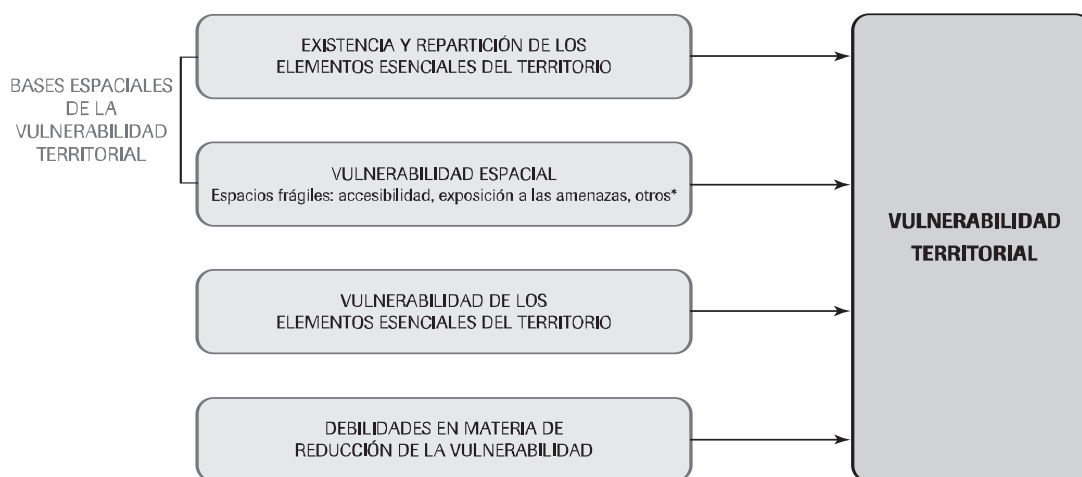 BASES ESPACIALES
DE LA
VULNERABILIDAD
TERRITORIAL
EXISTENCIA Y REPARTICIÓN DE LOS
ELEMENTOS ESENCIALES DEL TERRITORIO
VULNERABILIDAD ESPACIAL
Espacios frágiles: accesibilidad, exposición a las amenazas, otros*
VULNERABILIDAD DE LOS
ELEMENTOS ESENCIALES DEL TERRITORIO
DEBILIDADES EN MATERIA DE
REDUCCIÓN DE LA VULNERABILIDAD
VULNERABILIDAD
TERRITORIAL